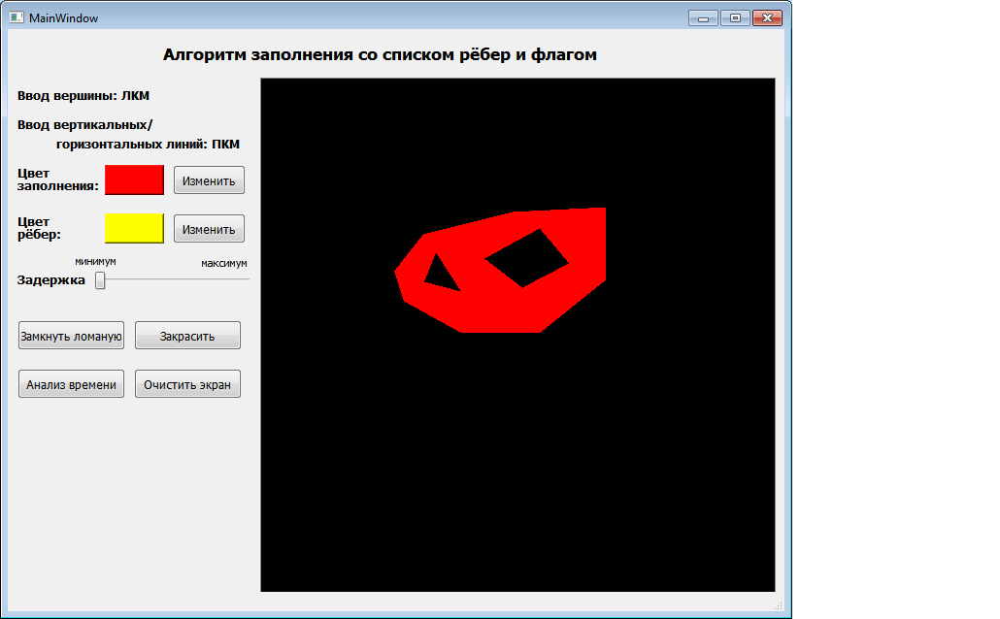 MainWindow
Алгоритм заполнения со списком рёбер и флагом
Ввод вершины: ЛКМ
Ввод вертикальных/
горизонтальных линий: ПКМ
Цвет
заполнения:
Изменить
Цвет
рёбер:
Изменить
минимум
максимум
Задержка
Замкнуть ломаную
Закрасить
Анализ времени
Очистить экран